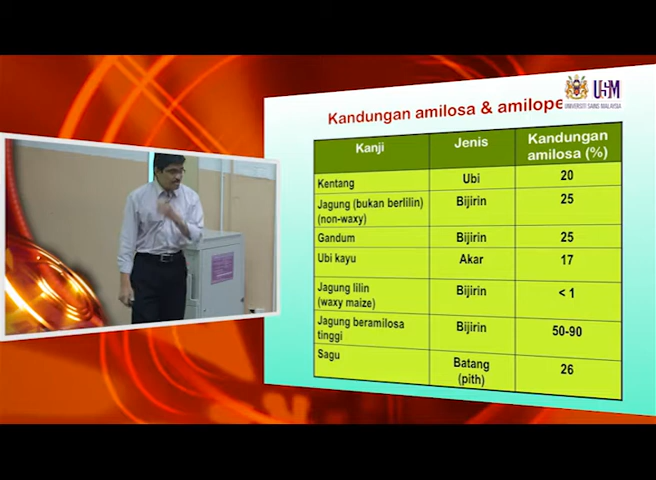 USM
UNIVERSITI SAINS MALAYSIA
Kandungan amilosa & amilope
Kanji
Jenis
Kandungan
amilosa (%)
Kentang
Ubi
20
Jagung (bukan berlilin)
(non-waxy)
Bijirin
25
Gandum
Bijirin
25
Ubi kayu
Akar
17
Jagung lilin
(waxy maize)
Bijirin
< 1
Jagung beramilosa
tinggi
Bijirin
50-90
Sagu
Batang
(pith)
26